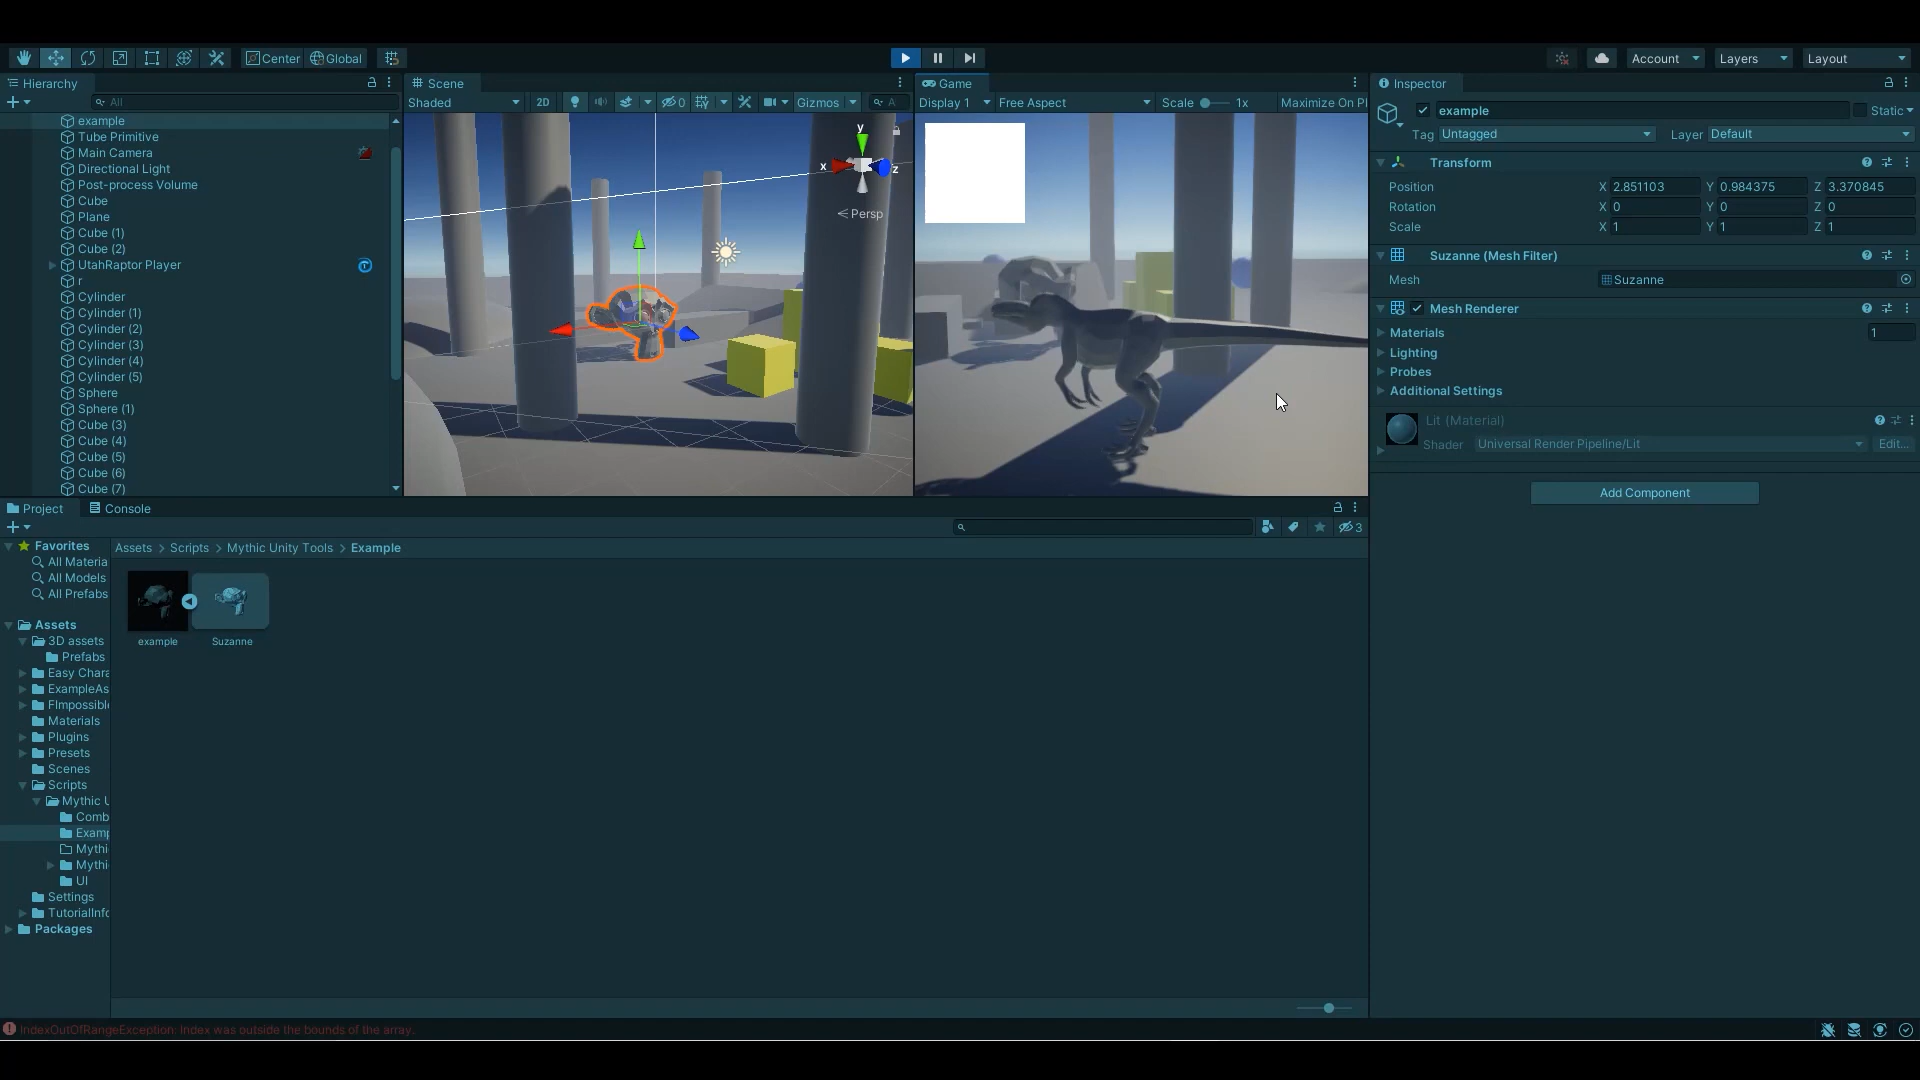 Center Global
Account Layers Layout
Hierarchy
All
example
Tube Primitive
Main Camera
Directional Light
Post-process Volume
Cube
Plane
Cube (1)
Cube (2)
UtahRaptor Player
r
Cylinder
Cylinder (1)
Cylinder (2)
Cylinder (3)
Cylinder (4)
Cylinder (5)
Sphere
Sphere (1)
Cube (3)
Cube (4)
Cube (5)
Cube (6)
Cube (7)
Scene
Shaded 2D 0 Gizmos A
y
x z
< Persp
Game
Display 1 Free Aspect Scale 1x Maximize On Pl
Inspector
example Static
Tag Untagged Layer Default
Transform
Position X 2.851103 Y 0.984375 Z 3.370845
Rotation X 0 Y 0 Z 0
Scale X 1 Y 1 Z 1
Suzanne (Mesh Filter)
Mesh Suzanne
Mesh Renderer
Materials 1
Lighting
Probes
Additional Settings
Lit (Material)
Shader Universal Render Pipeline/Lit Edit...
Add Component
Project Console
3
Favorites
All Materia
All Models
All Prefabs
Assets
3D assets
Prefabs
Easy Chara
ExampleAs
FImpossible
Materials
Plugins
Presets
Scenes
Scripts
Mythic U
Comb
Examp
Mythi
Mythi
UI
Settings
TutorialInfo
Packages
Assets > Scripts > Mythic Unity Tools > Example
example Suzanne
IndexOutOfRangeException: Index was outside the bounds of the array.